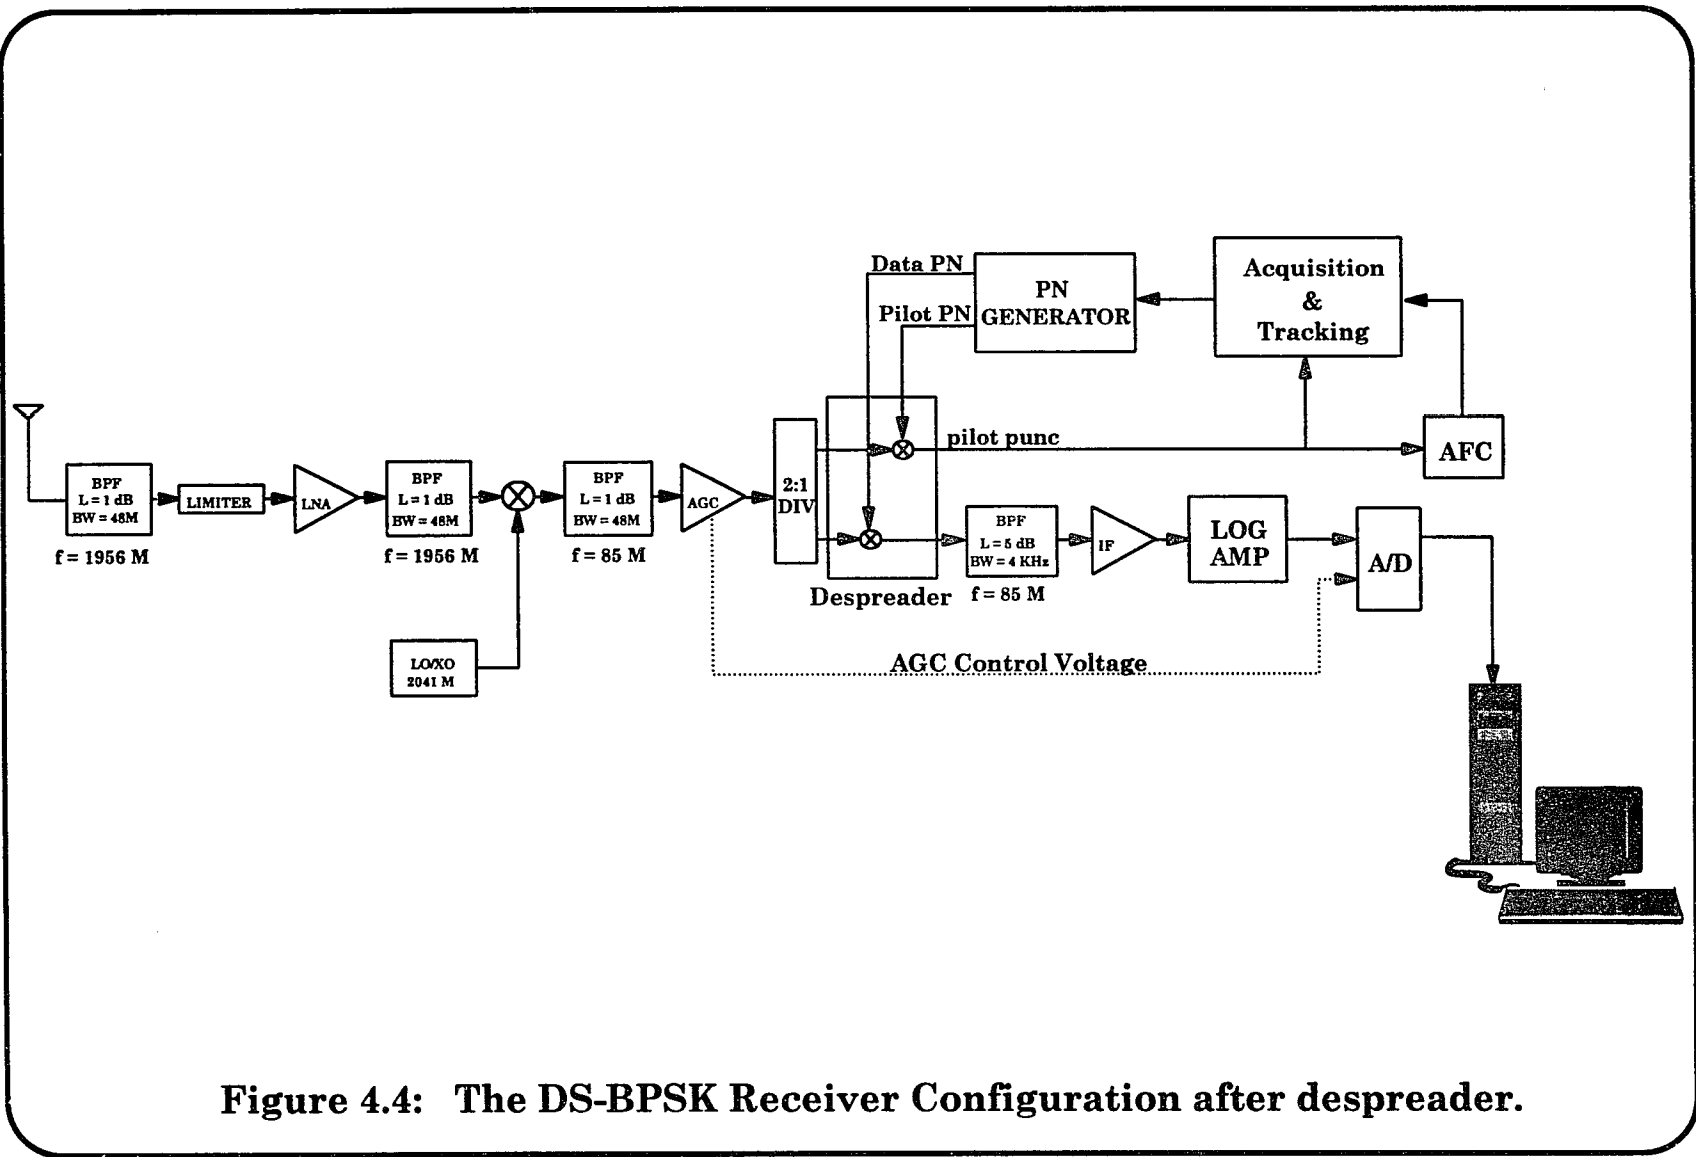 Data PN
Pilot PN
PN
GENERATOR
Acquisition
&
Tracking
pilot punc
AFC
BPF
L = 1 dB
BW = 48M
f = 1956 M
LIMITER
LNA
BPF
L = 1 dB
BW = 48M
f = 1956 M
BPF
L = 1 dB
BW = 48M
f = 85 M
AGC
2:1
DIV
Despreader
BPF
L = 5 dB
BW = 4 KHz
f = 85 M
IF
LOG
AMP
A/D
LO/XO
2041 M
AGC Control Voltage
Figure 4.4: The DS-BPSK Receiver Configuration after despreader.